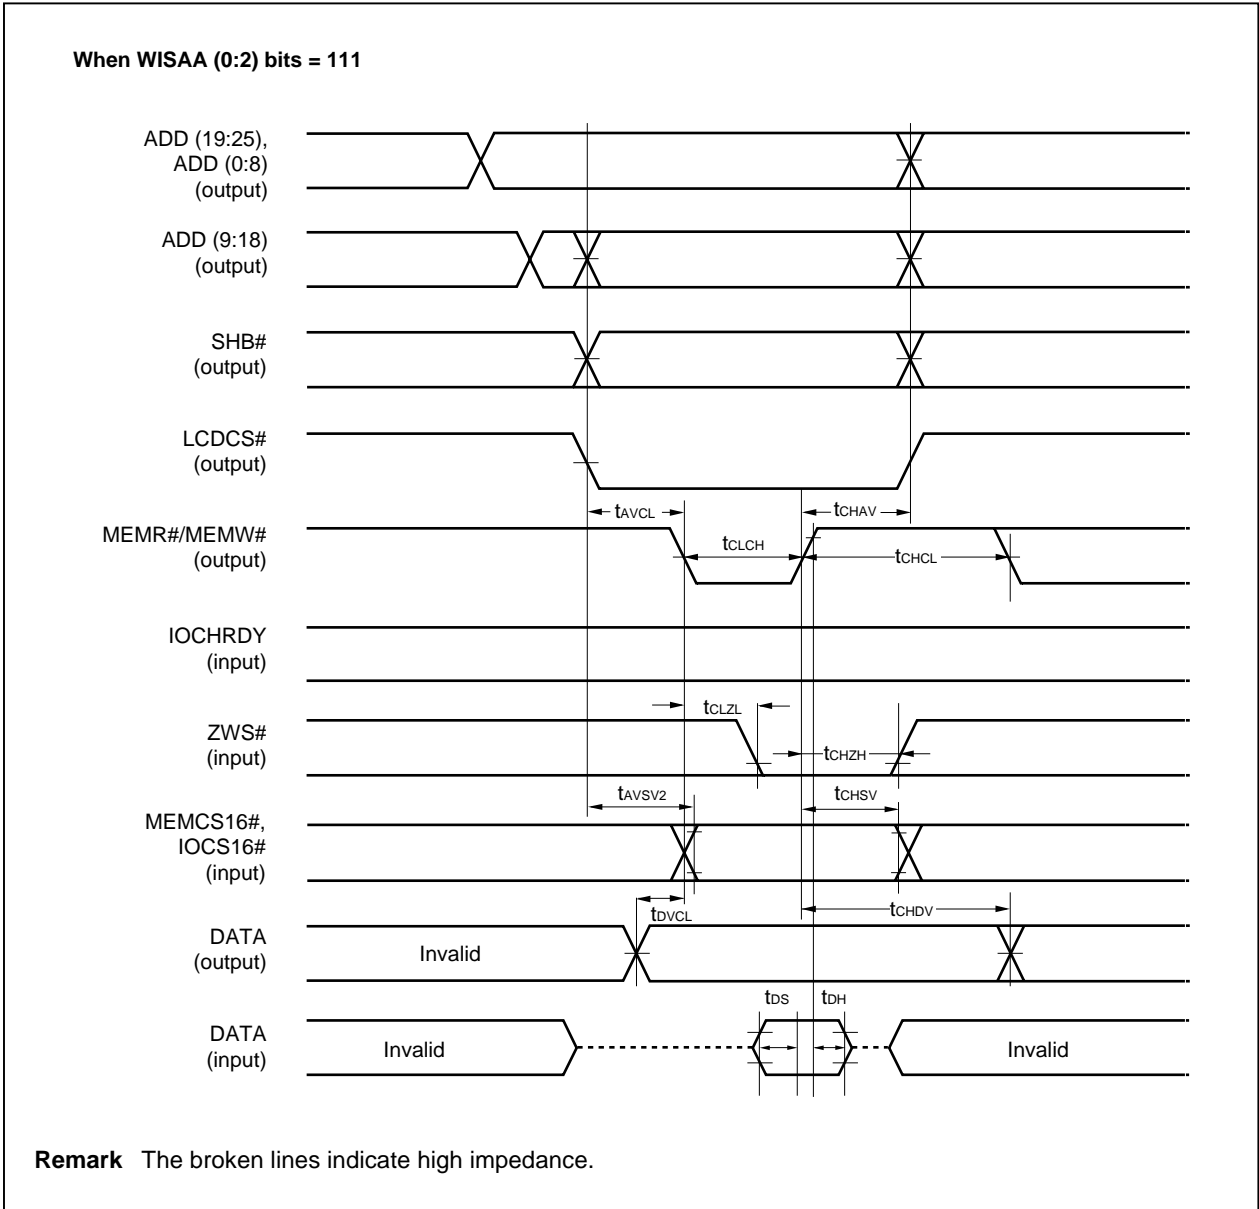 When WISAA (0:2) bits = 111
ADD (19:25),
ADD (0:8)
(output)
ADD (9:18)
(output)
SHB#
(output)
LCDCS#
(output)
tAVCL
tCHAV
MEMR#/MEMW#
(output)
tCLCH
tCHCL
IOCHRDY
(input)
tCLZL
ZWS#
(input)
tCHZH
tAVSV2
tCHSV
MEMCS16#,
IOCS16#
(input)
tDVCL
tCHDV
DATA
(output)
Invalid
tDS
tDH
DATA
(input)
Invalid
Invalid
Remark The broken lines indicate high impedance.